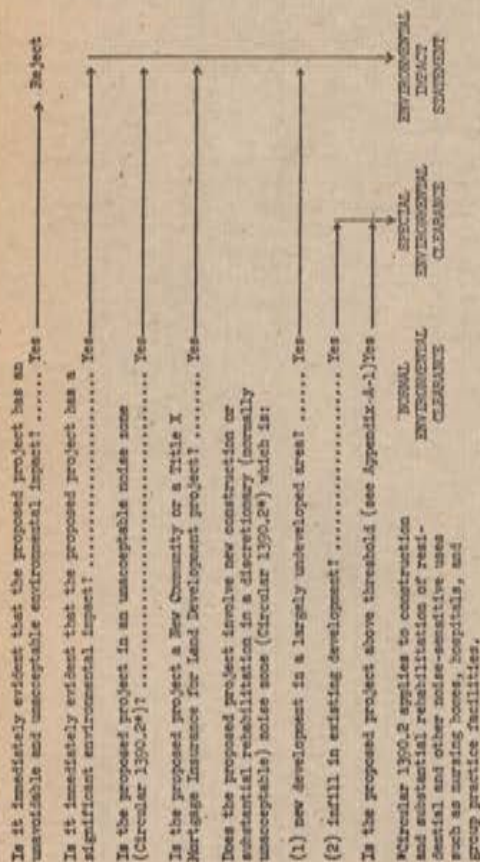 Is it immediately evident that the proposed project has an
unavoidable and unacceptable environmental impact? ...... Yes Reject
Is it immediately evident that the proposed project has a
significant environmental impact? ........................ Yes
Is the proposed project in an unacceptable noise zone
(Circular 1390.2*)? ........................ Yes
Is the proposed project a New Community or a Title X
Mortgage Insurance for Land Development project? ....... Yes
Does the proposed project involve new construction or
substantial rehabilitation in a discretionary (normally
unacceptable) noise zone (Circular 1390.2*) which is:
(1) new development in a largely undeveloped area? ...... Yes
(2) infill in existing development? .................. Yes
Is the proposed project above threshold (see Appendix-A-1)Yes
*Circular 1390.2 applies to construction
and substantial rehabilitation of resi-
dential and other noise-sensitive uses
such as nursing homes, hospitals, and
group practice facilities.
NORMAL
ENVIRONMENTAL
CLEARANCE
SPECIAL
ENVIRONMENTAL
CLEARANCE
ENVIRONMENTAL
IMPACT
STATEMENT